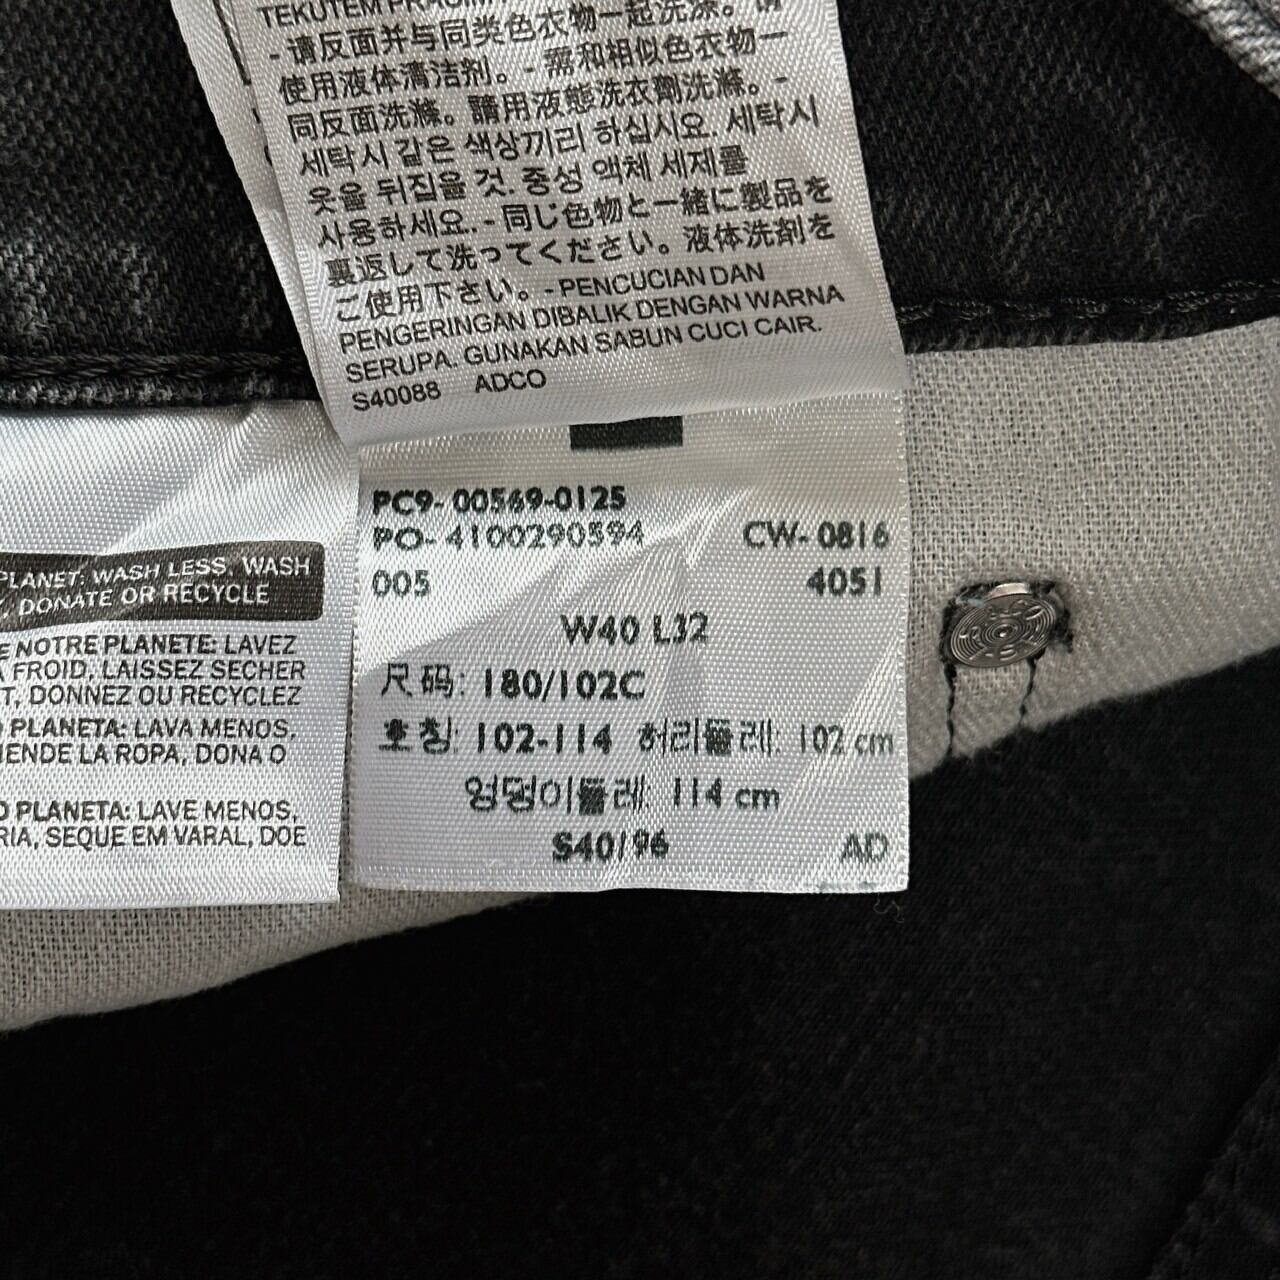 TEKUTÉM PRACÍM
- 请反面并与同类色衣物一起洗涤。请
使用液体清洁剂。- 需和相似色衣物一
同反面洗滌。請用液態洗衣劑洗滌。-
세탁시 같은 색상끼리 하십시요. 세탁시
옷을 뒤집을 것. 중성 액체 세제를
사용하세요. - 同じ色物と一緒に製品を
裏返して洗ってください。液体洗剤を
ご使用下さい。- PENCUCIAN DAN
PENGERINGAN DIBALIK DENGAN WARNA
SERUPA. GUNAKAN SABUN CUCI CAIR.
S40088 ADCO
PLANET: WASH LESS, WASH
DONATE OR RECYCLE
NOTRE PLANETE: LAVEZ
FROID, LAISSEZ SECHER
DONNEZ OU RECYCLEZ
PLANETA: LAVA MENOS,
LA ROPA, DONA O
PLANETA: LAVE MENOS,
SEQUE EM VARAL, DOE
PC9-00569-0125
PO-4100290594 CW-0816
005 4051
W40 L32
尺码: 180/102C
호칭: 102-114 허리둘레: 102 cm
엉덩이둘레: 114 cm
S40/96 AD